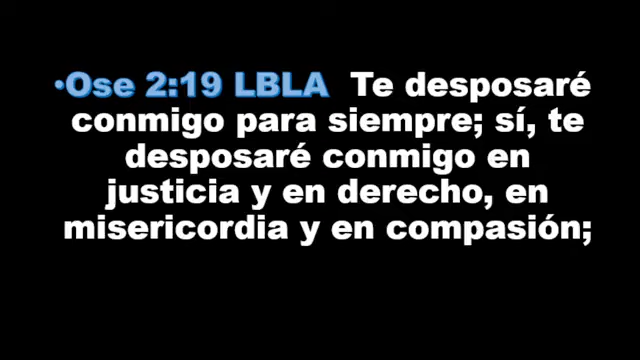 •Ose 2:19 LBLA Te desposaré
conmigo para siempre; sí, te
desposaré conmigo en
justicia y en derecho, en
misericordia y en compasión;